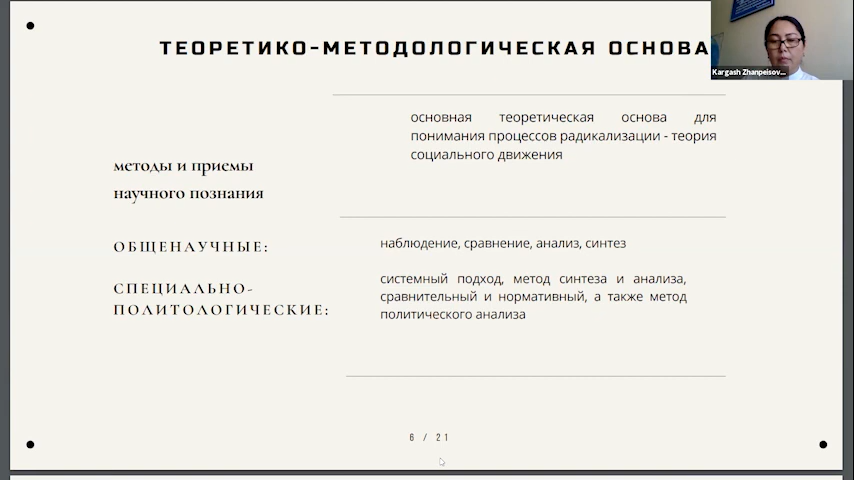 ТЕОРЕТИКО-МЕТОДОЛОГИЧЕСКАЯ ОСНОВА
Kargash Zhanpeisov...
основная теоретическая основа для
понимания процессов радикализации - теория
социального движения
методы и приемы
научного познания
ОБЩЕНАУЧНЫЕ:
наблюдение, сравнение, анализ, синтез
СПЕЦИАЛЬНО-
ПОЛИТОЛОГИЧЕСКИЕ:
системный подход, метод синтеза и анализа,
сравнительный и нормативный, а также метод
политического анализа
6 / 21